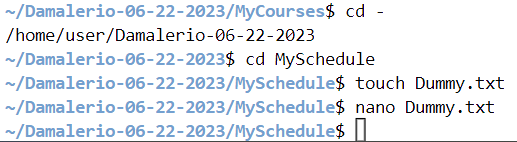 ~/Damalerio-06-22-2023/MyCourses$ cd -
/home/user/Damalerio-06-22-2023
~/Damalerio-06-22-2023$ cd MySchedule
~/Damalerio-06-22-2023/MySchedule$ touch Dummy.txt
~/Damalerio-06-22-2023/MySchedule$ nano Dummy.txt
~/Damalerio-06-22-2023/MySchedule$